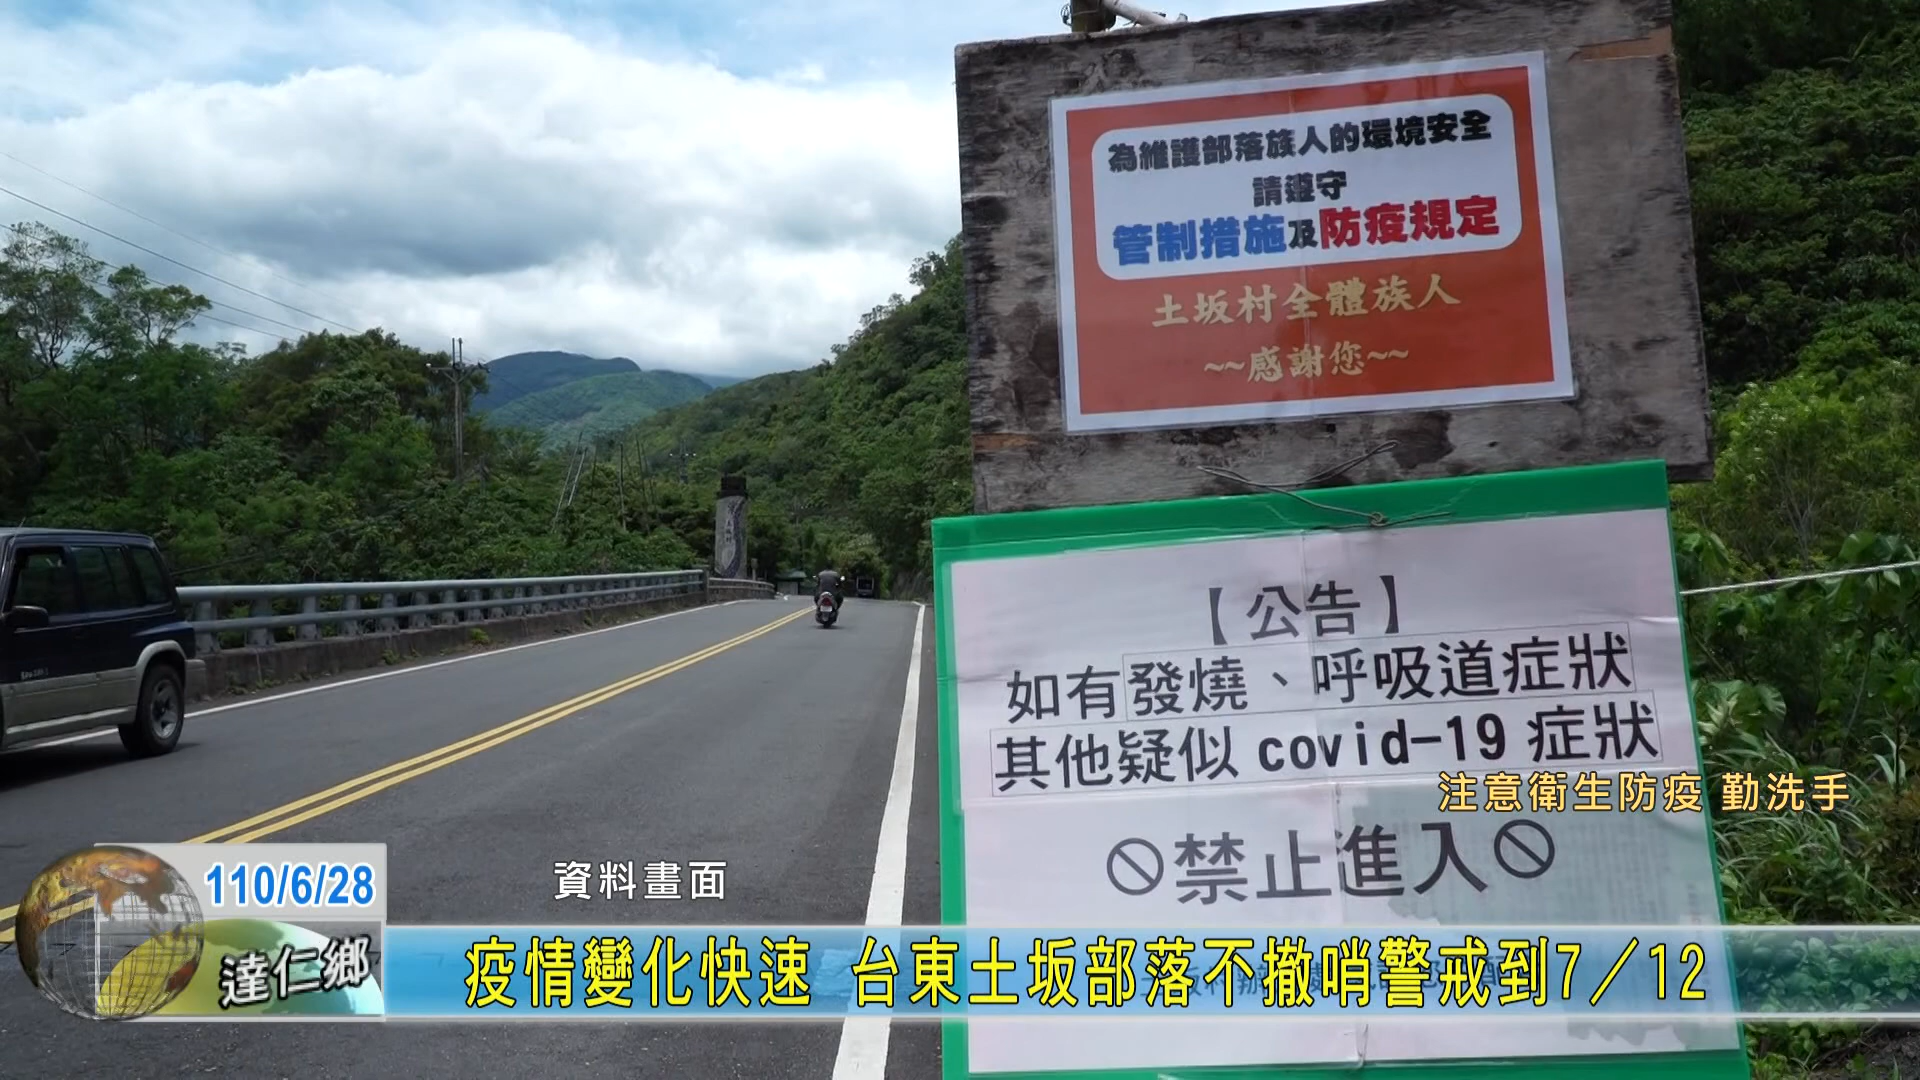 為維護部落族人的環境安全
請遵守
管制措施及防疫規定
土坂村全體族人
~~感謝您~~
【公告】
如有發燒、呼吸道症狀
其他疑似 covid-19 症狀
禁止進入
注意衛生防疫 勤洗手
資料畫面
110/6/28
達仁鄉
疫情變化快速 台東土坂部落不撤哨警戒到7／12